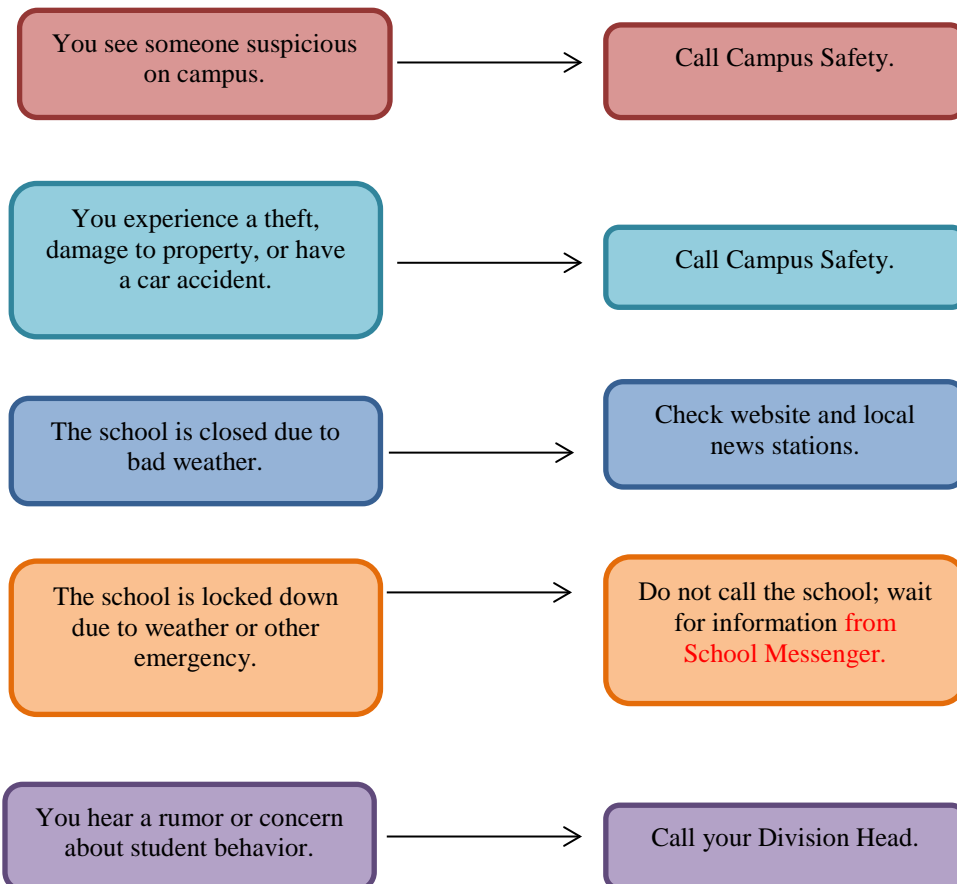 You see someone suspicious
on campus.
Call Campus Safety.
You experience a theft,
damage to property, or have
a car accident.
Call Campus Safety.
The school is closed due to
bad weather.
Check website and local
news stations.
The school is locked down
due to weather or other
emergency.
Do not call the school; wait
for information from
School Messenger.
You hear a rumor or concern
about student behavior.
Call your Division Head.